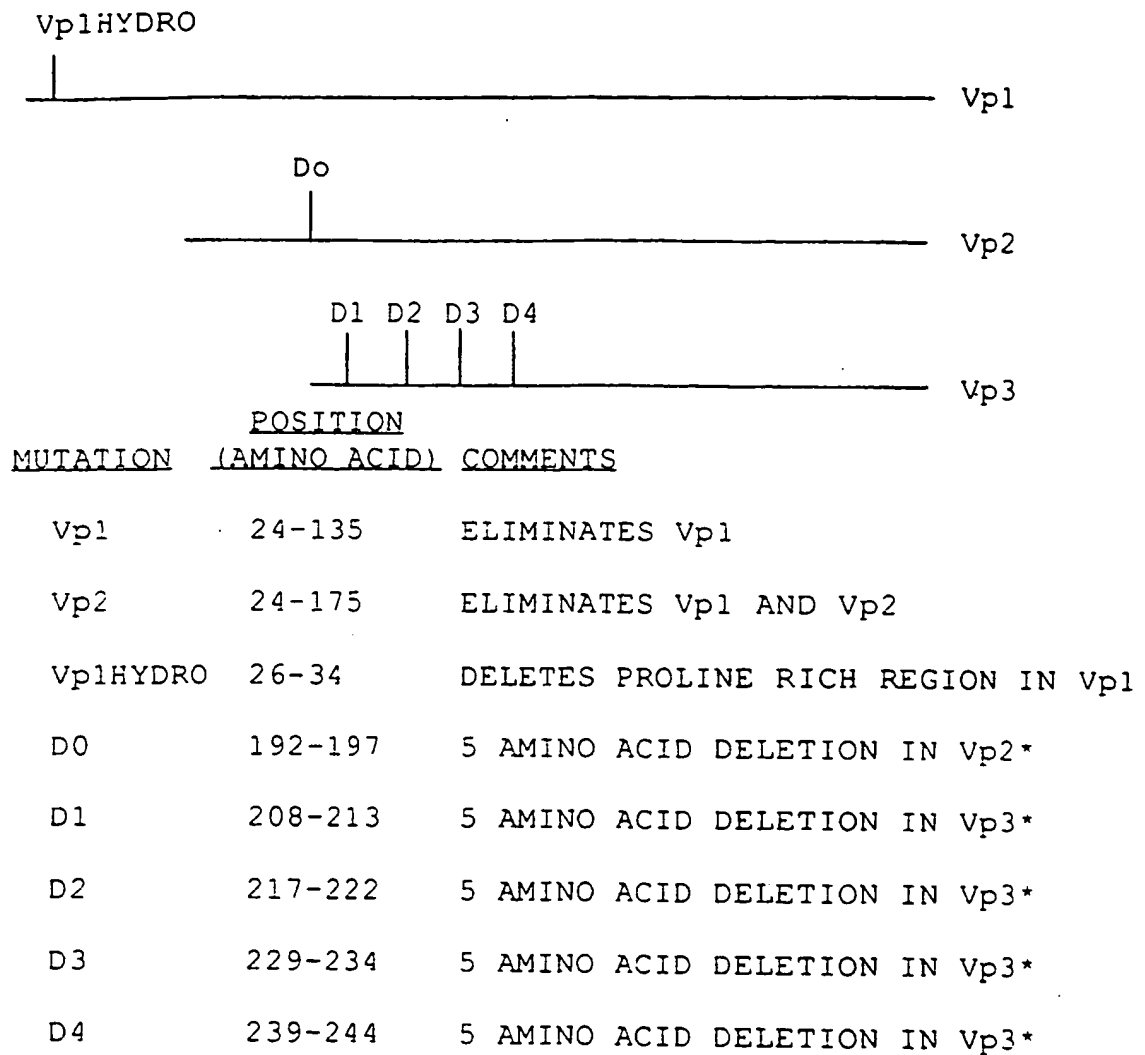 Vp1HYDRO
Vp1
Do
Vp2
D1 D2 D3 D4
Vp3
POSITION
MUTATION (AMINO ACID) COMMENTS
Vp1 24-135 ELIMINATES Vp1
Vp2 24-175 ELIMINATES Vp1 AND Vp2
Vp1HYDRO 26-34 DELETES PROLINE RICH REGION IN Vp1
D0 192-197 5 AMINO ACID DELETION IN Vp2*
D1 208-213 5 AMINO ACID DELETION IN Vp3*
D2 217-222 5 AMINO ACID DELETION IN Vp3*
D3 229-234 5 AMINO ACID DELETION IN Vp3*
D4 239-244 5 AMINO ACID DELETION IN Vp3*